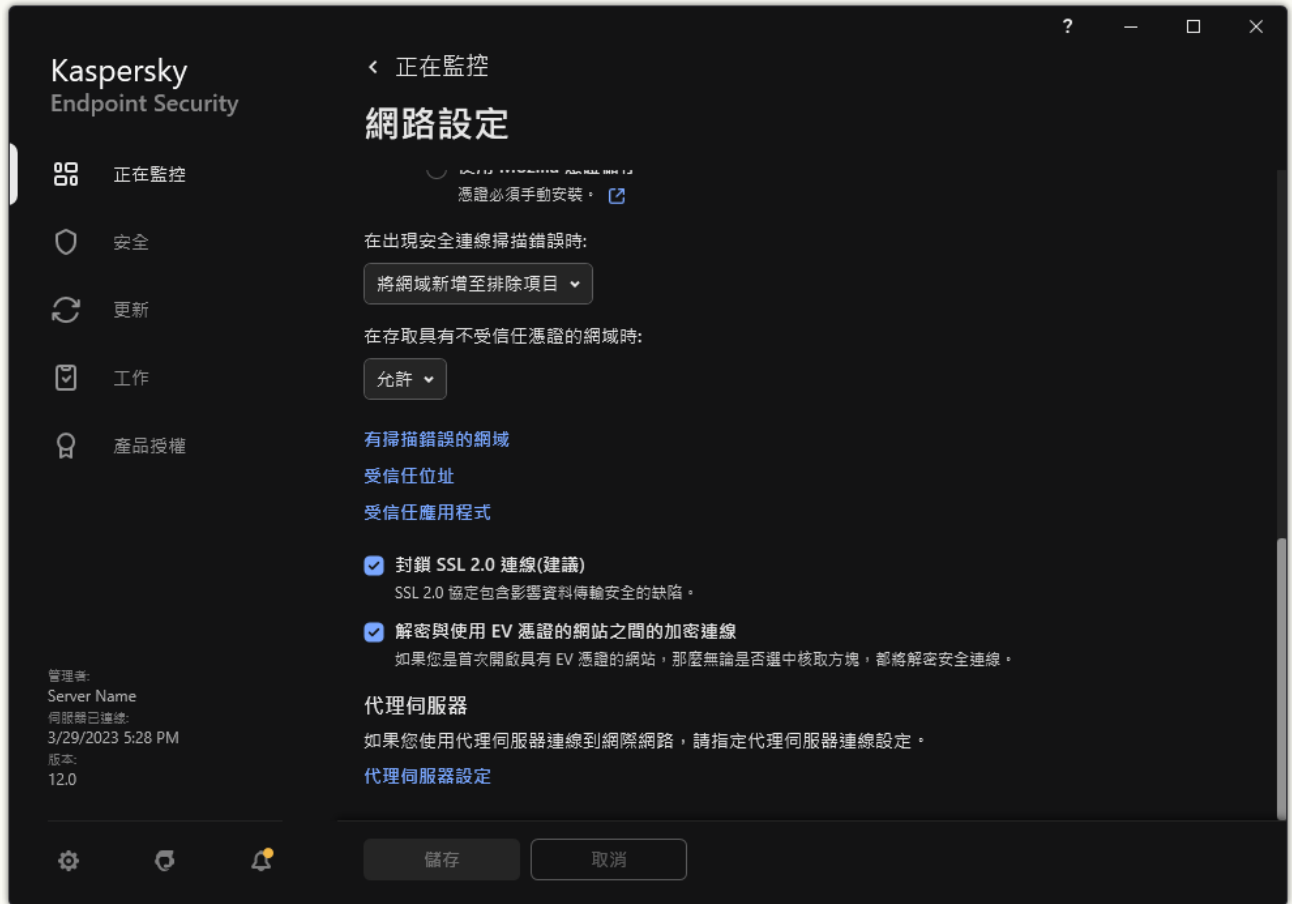 ?
Kaspersky
Endpoint Security
正在監控
安全
更新
工作
產品授權
管理者:
Server Name
伺服器已連線:
3/29/2023 5:28 PM
版本:
12.0
正在監控
網路設定
使用 Mozilla 憑證儲存
憑證必須手動安裝。
在出現安全連線掃描錯誤時:
將網域新增至排除項目
在存取具有不受信任憑證的網域時:
允許
有掃描錯誤的網域
受信任位址
受信任應用程式
封鎖 SSL 2.0 連線(建議)
SSL 2.0 協定包含影響資料傳輸安全的缺陷。
解密與使用 EV 憑證的網站之間的加密連線
如果您是首次開啟具有 EV 憑證的網站，那麼無論是否選中核取方塊，都將解密安全連線。
代理伺服器
如果您使用代理伺服器連線到網際網路，請指定代理伺服器連線設定。
代理伺服器設定
儲存
取消